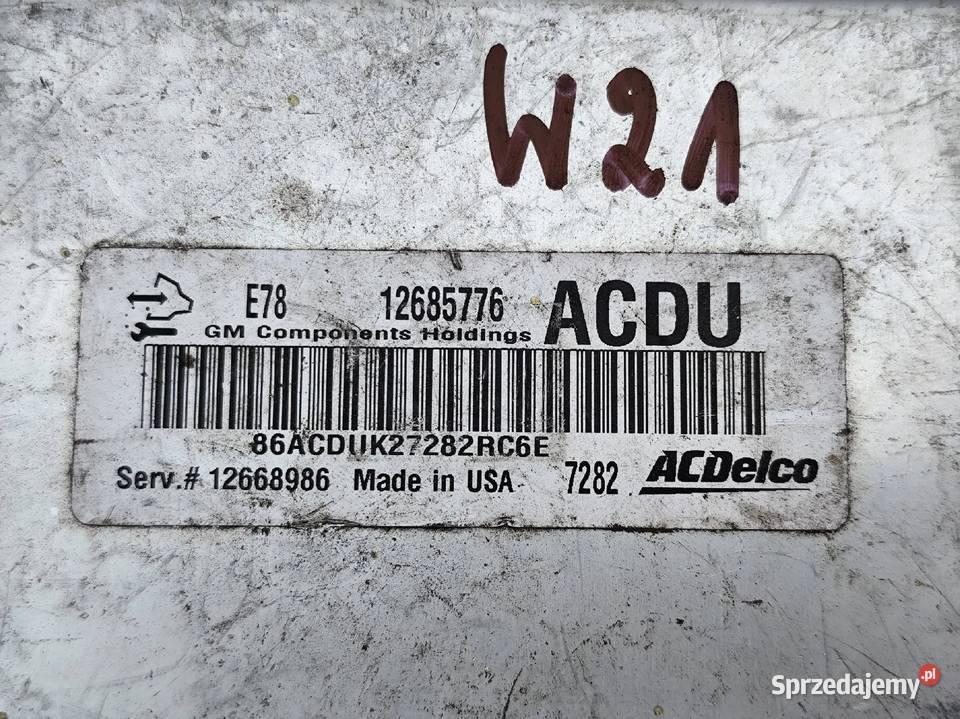 W21
E78 12685776 ACDU
GM Components Holdings
86ACDUK27282RC6E
Serv.# 12668986 Made in USA 7282 ACDelco
Sprzedajemy.pl